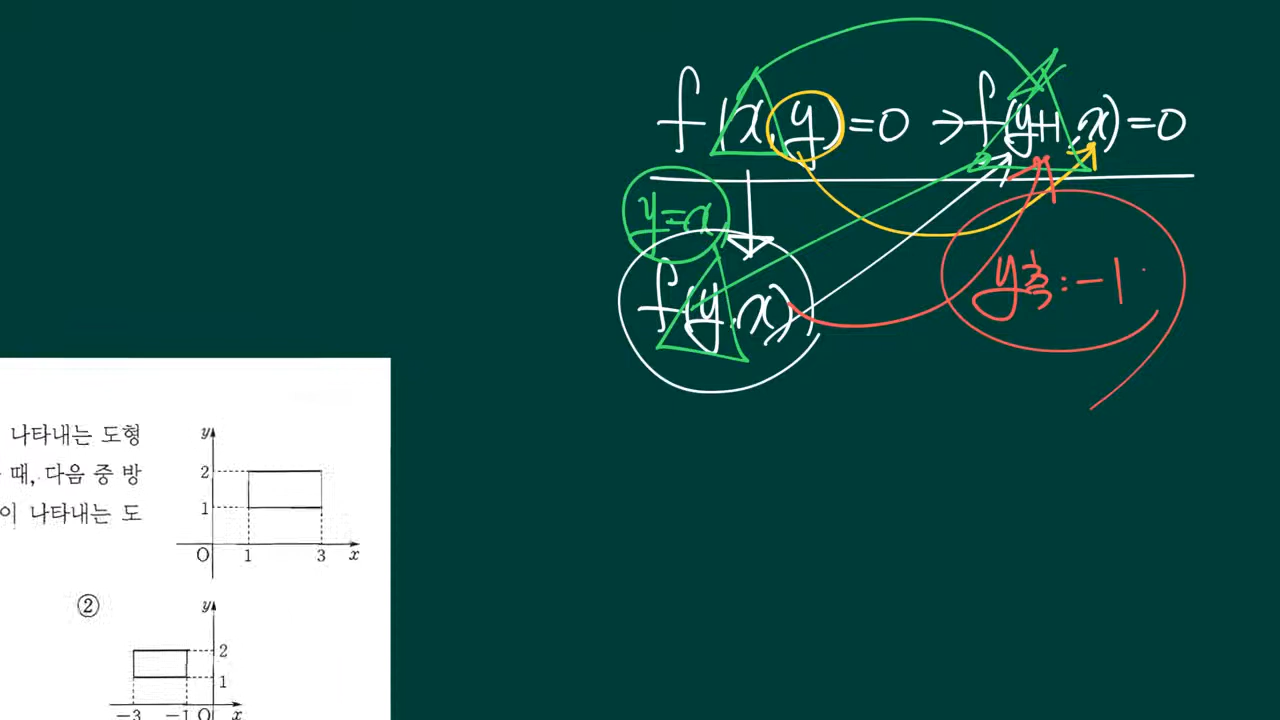 f(x, y)=0 → f(y+1, x)=0
y=x
f(y, x)
y축: -1
나타내는 도형
때, 다음 중 방
이 나타내는 도
y
2
1
O 1 3 x
②
y
2
1
-3 -1 O x